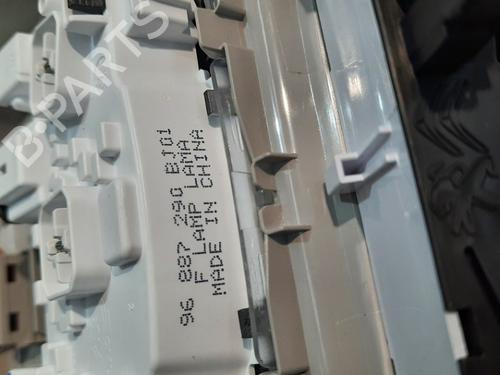 B-PARTS
96 887 290 BJ01
F LAMP LAMA
MADE IN CHINA